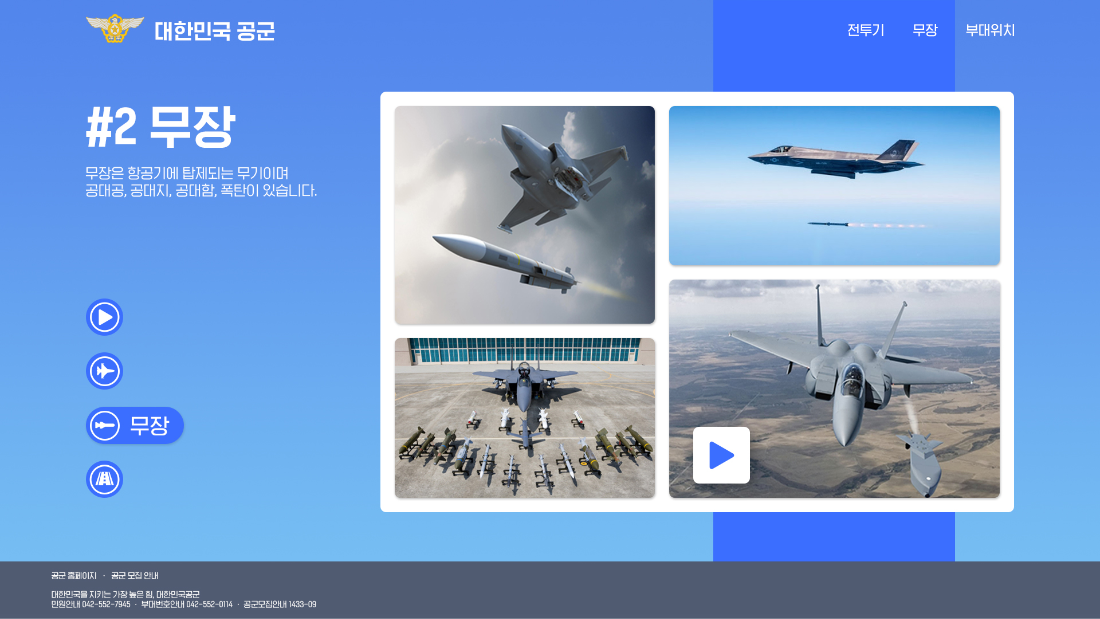 대한민국 공군
전투기 무장 부대위치
#2 무장
무장은 항공기에 탑제되는 무기이며
공대공, 공대지, 공대함, 폭탄이 있습니다.
무장
공군 홈페이지 · 공군 모집 안내
대한민국을 지키는 가장 높은 힘, 대한민국공군
민원안내 042-552-7945 · 부대번호안내 042-552-0114 · 공군모집안내 1433-09